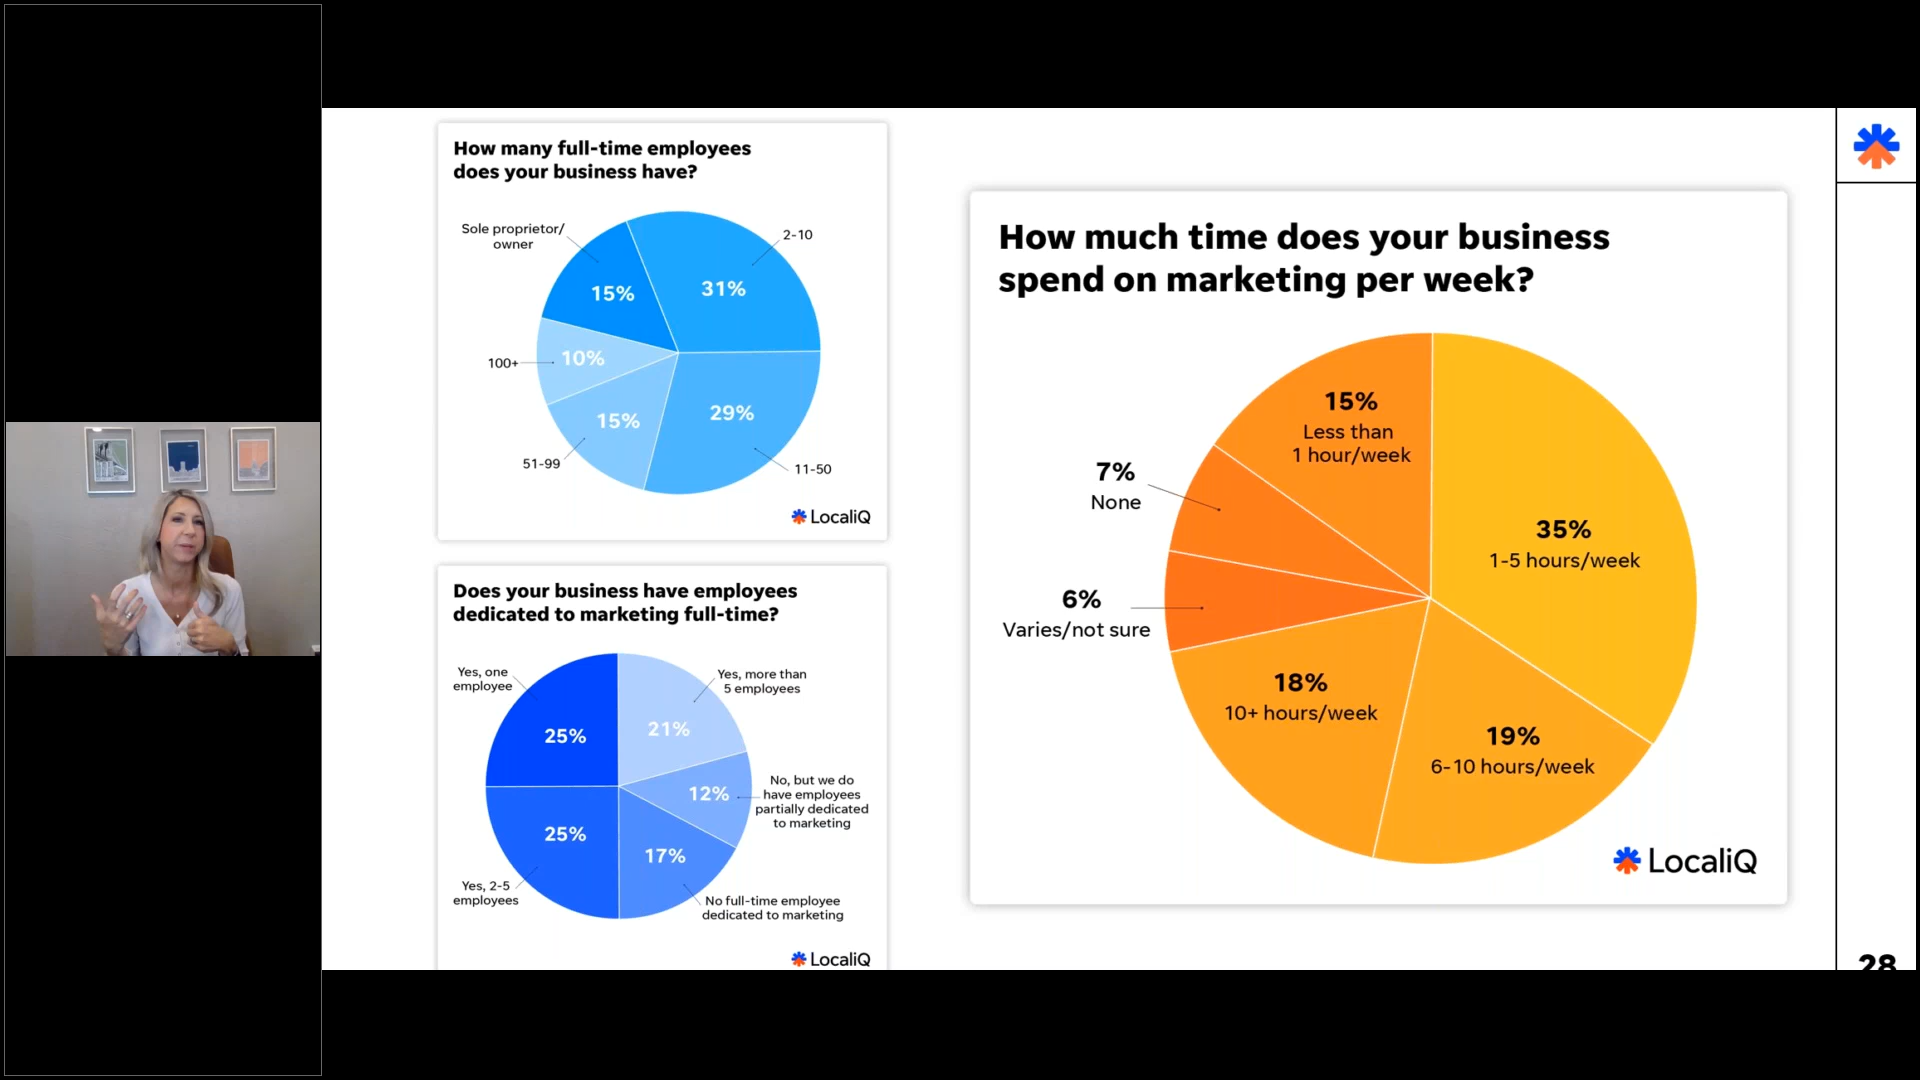 How many full-time employees
does your business have?
Sole proprietor/
owner
2-10
15%
31%
100+
10%
15%
29%
51-99
11-50
LocaliQ
Does your business have employees
dedicated to marketing full-time?
Yes, one
employee
Yes, more than
5 employees
25%
21%
No, but we do
have employees
partially dedicated
to marketing
12%
25%
17%
Yes, 2-5
employees
No full-time employee
dedicated to marketing
LocaliQ
How much time does your business
spend on marketing per week?
15%
Less than
1 hour/week
7%
None
35%
1-5 hours/week
6%
Varies/not sure
18%
10+ hours/week
19%
6-10 hours/week
LocaliQ
28